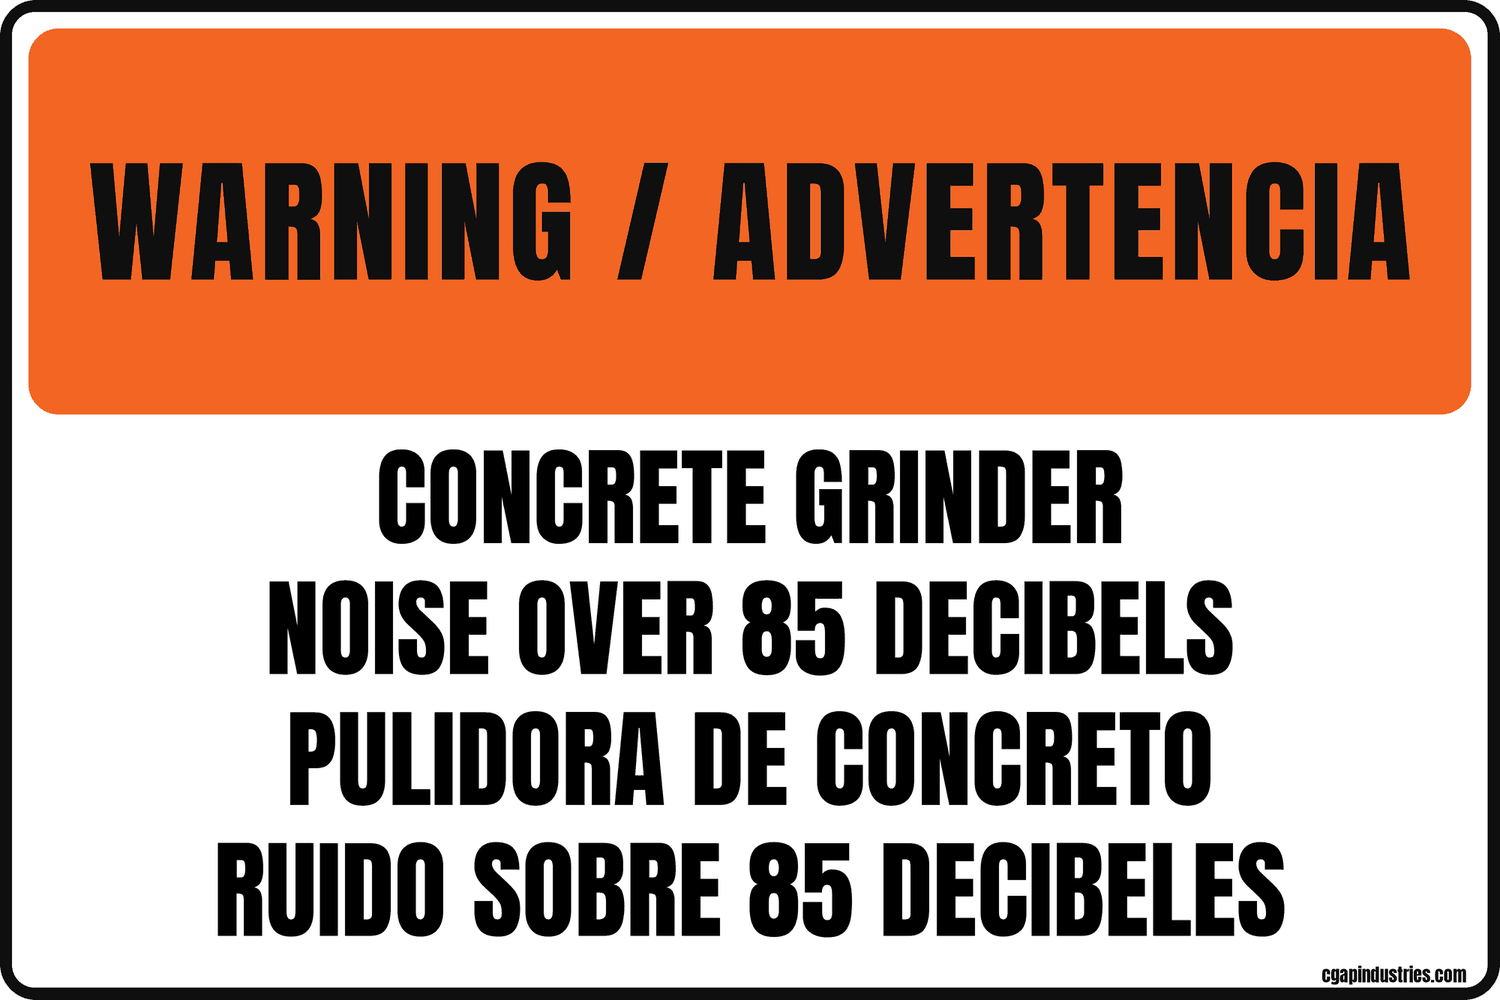 WARNING / ADVERTENCIA
CONCRETE GRINDER
NOISE OVER 85 DECIBELS
PULIDORA DE CONCRETO
RUIDO SOBRE 85 DECIBELES
cgapindustries.com